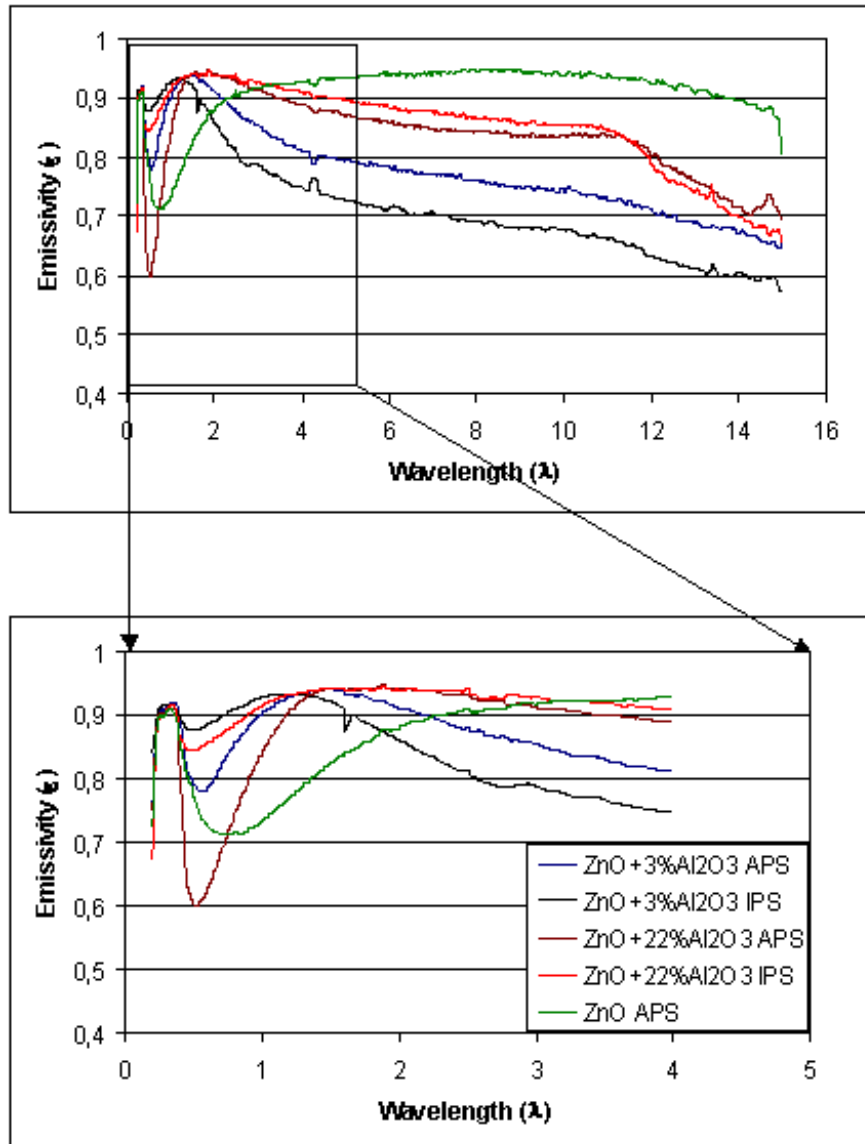 1
0,9
0,8
0,7
0,6
0,5
0,4
Emissivity (ε)
0 2 4 6 8 10 12 14 16
Wavelength (λ)
1
0,9
0,8
0,7
0,6
0,5
0,4
Emissivity (ε)
ZnO+3%Al2O3 APS
ZnO+3%Al2O3 IPS
ZnO+22%Al2O3 APS
ZnO+22%Al2O3 IPS
ZnO APS
0 1 2 3 4 5
Wavelength (λ)